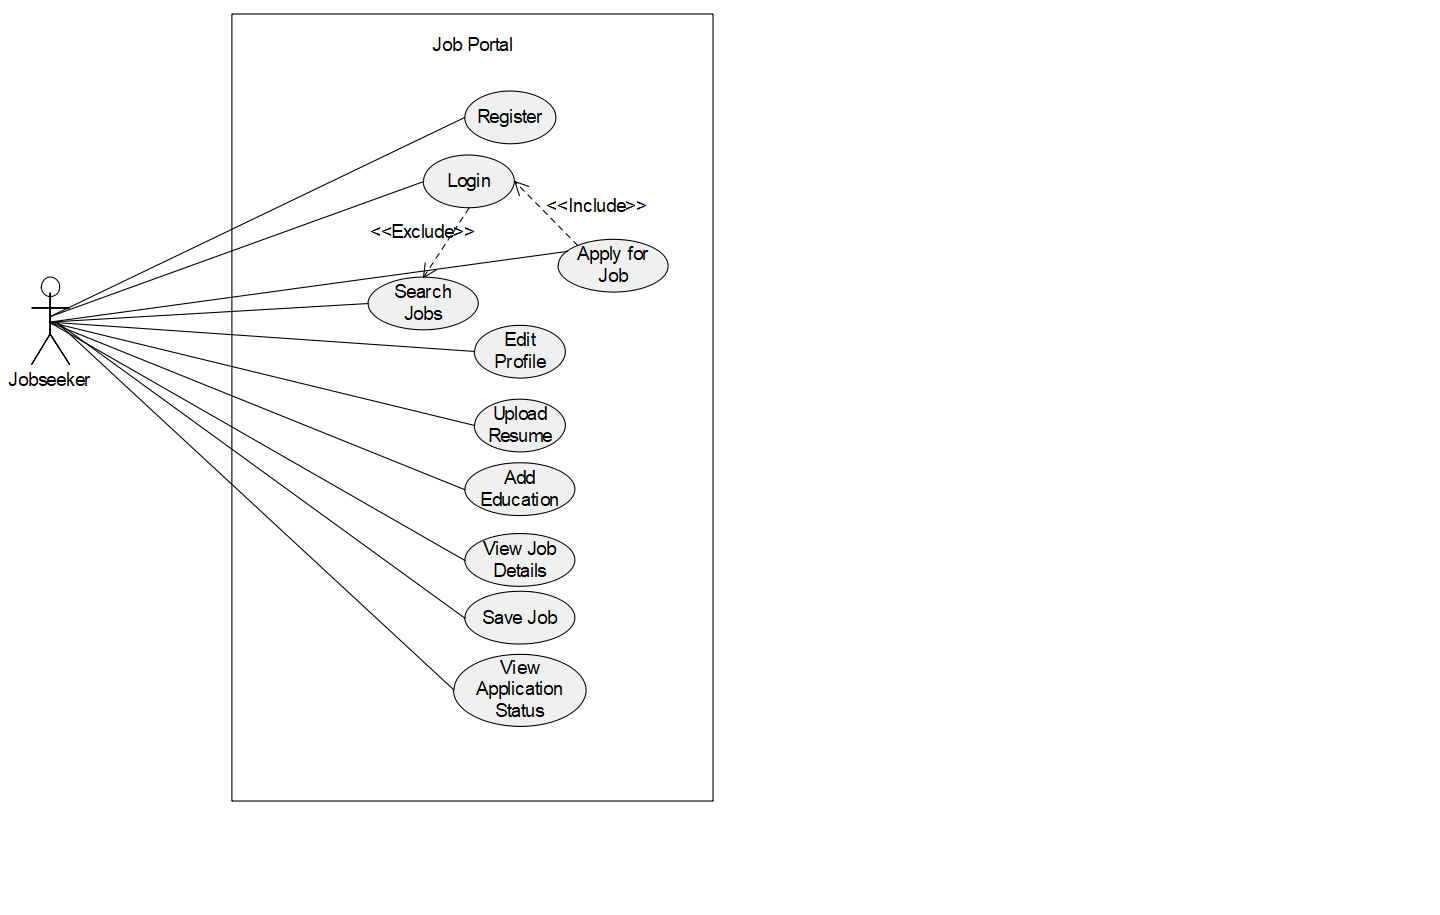 Job Portal
Register
Login
<<Include>>
<<Exclude>>
Apply for
Job
Search
Jobs
Edit
Profile
Jobseeker
Upload
Resume
Add
Education
View Job
Details
Save Job
View
Application
Status